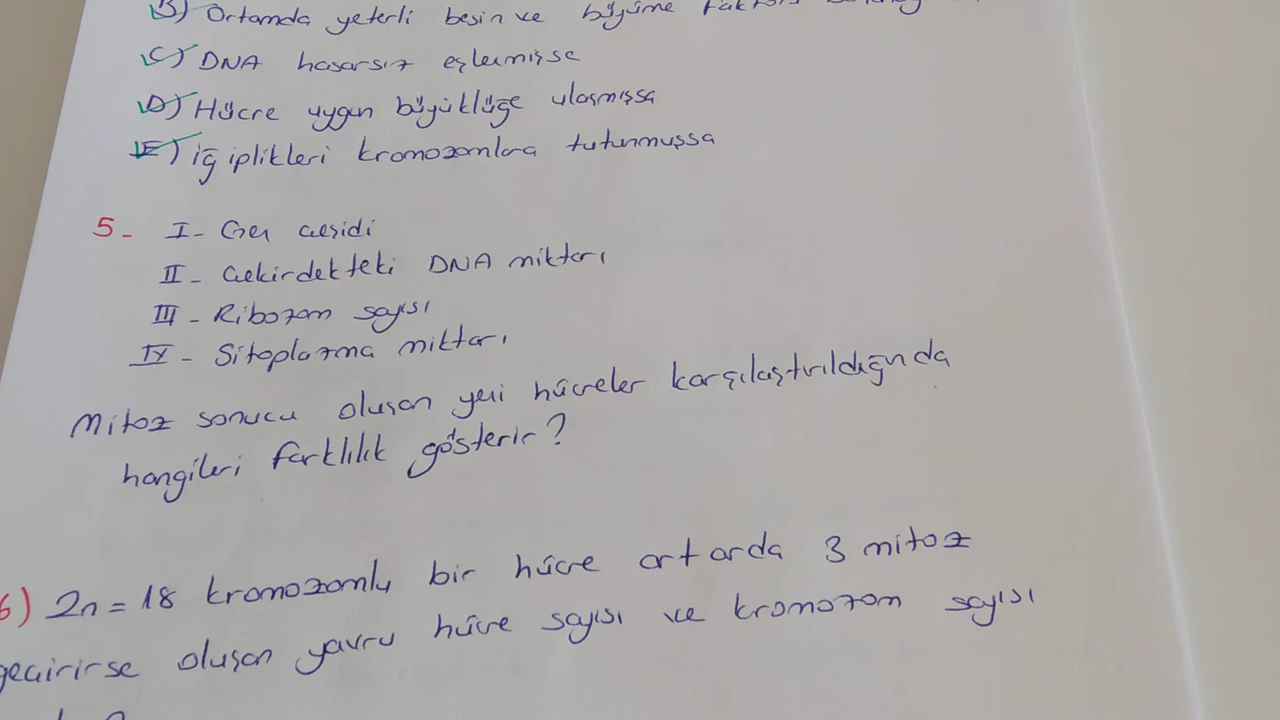 B) Ortamda yeterli besin ve büyüme
C) DNA hasarsız eşlenmişse
D) Hücre uygun büyüklüğe ulaşmışsa
E) iğ iplikleri kromozomlara tutunmuşsa
5- I- Gen çeşidi
II- Çekirdekteki DNA miktarı
III- Ribozom sayısı
IV- Sitoplazma miktarı
Mitoz sonucu oluşan yeni hücreler karşılaştırıldığında
hangileri farklılık gösterir?
6) 2n=18 kromozomlu bir hücre art arda 3 mitoz
geçirirse oluşan yavru hücre sayısı ve kromozom sayısı